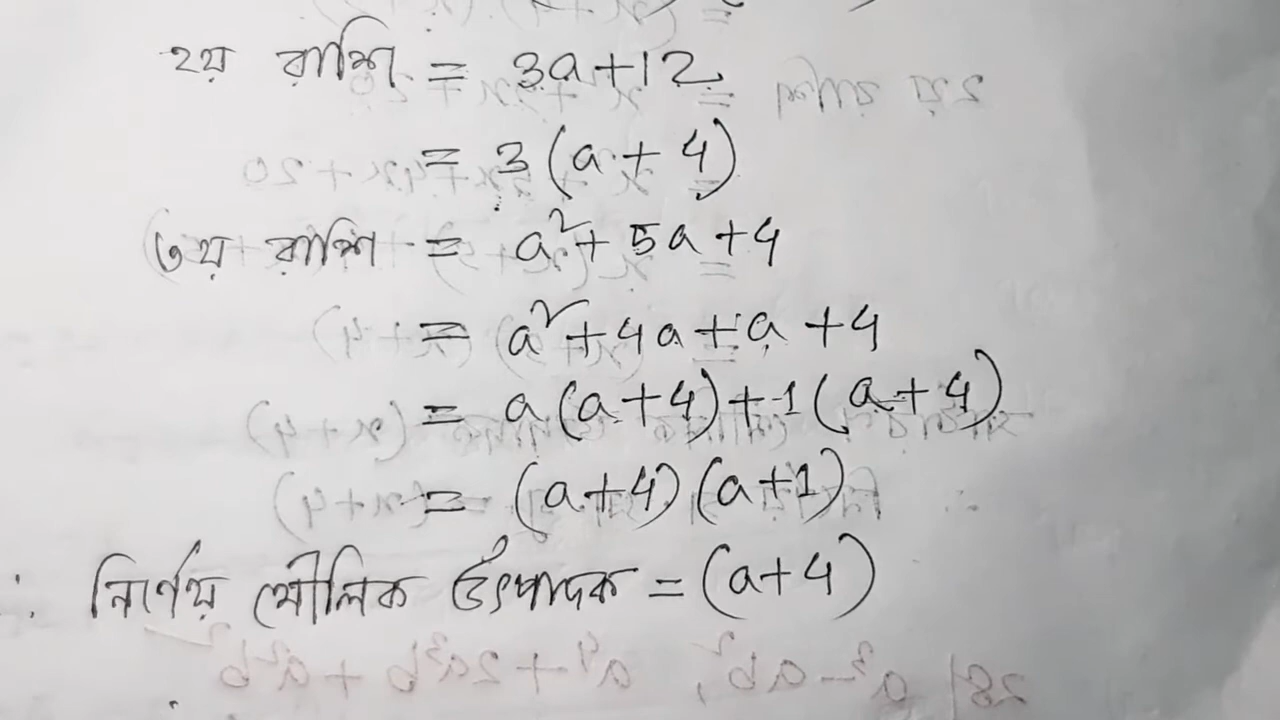 ২য় রাশি = 3a+12
= 3(a+4)
৩য় রাশি = a²+5a+4
= a²+4a+a+4
= a(a+4)+1(a+4)
= (a+4)(a+1)
∴ নির্ণেয় মৌলিক উৎপাদক = (a+4)